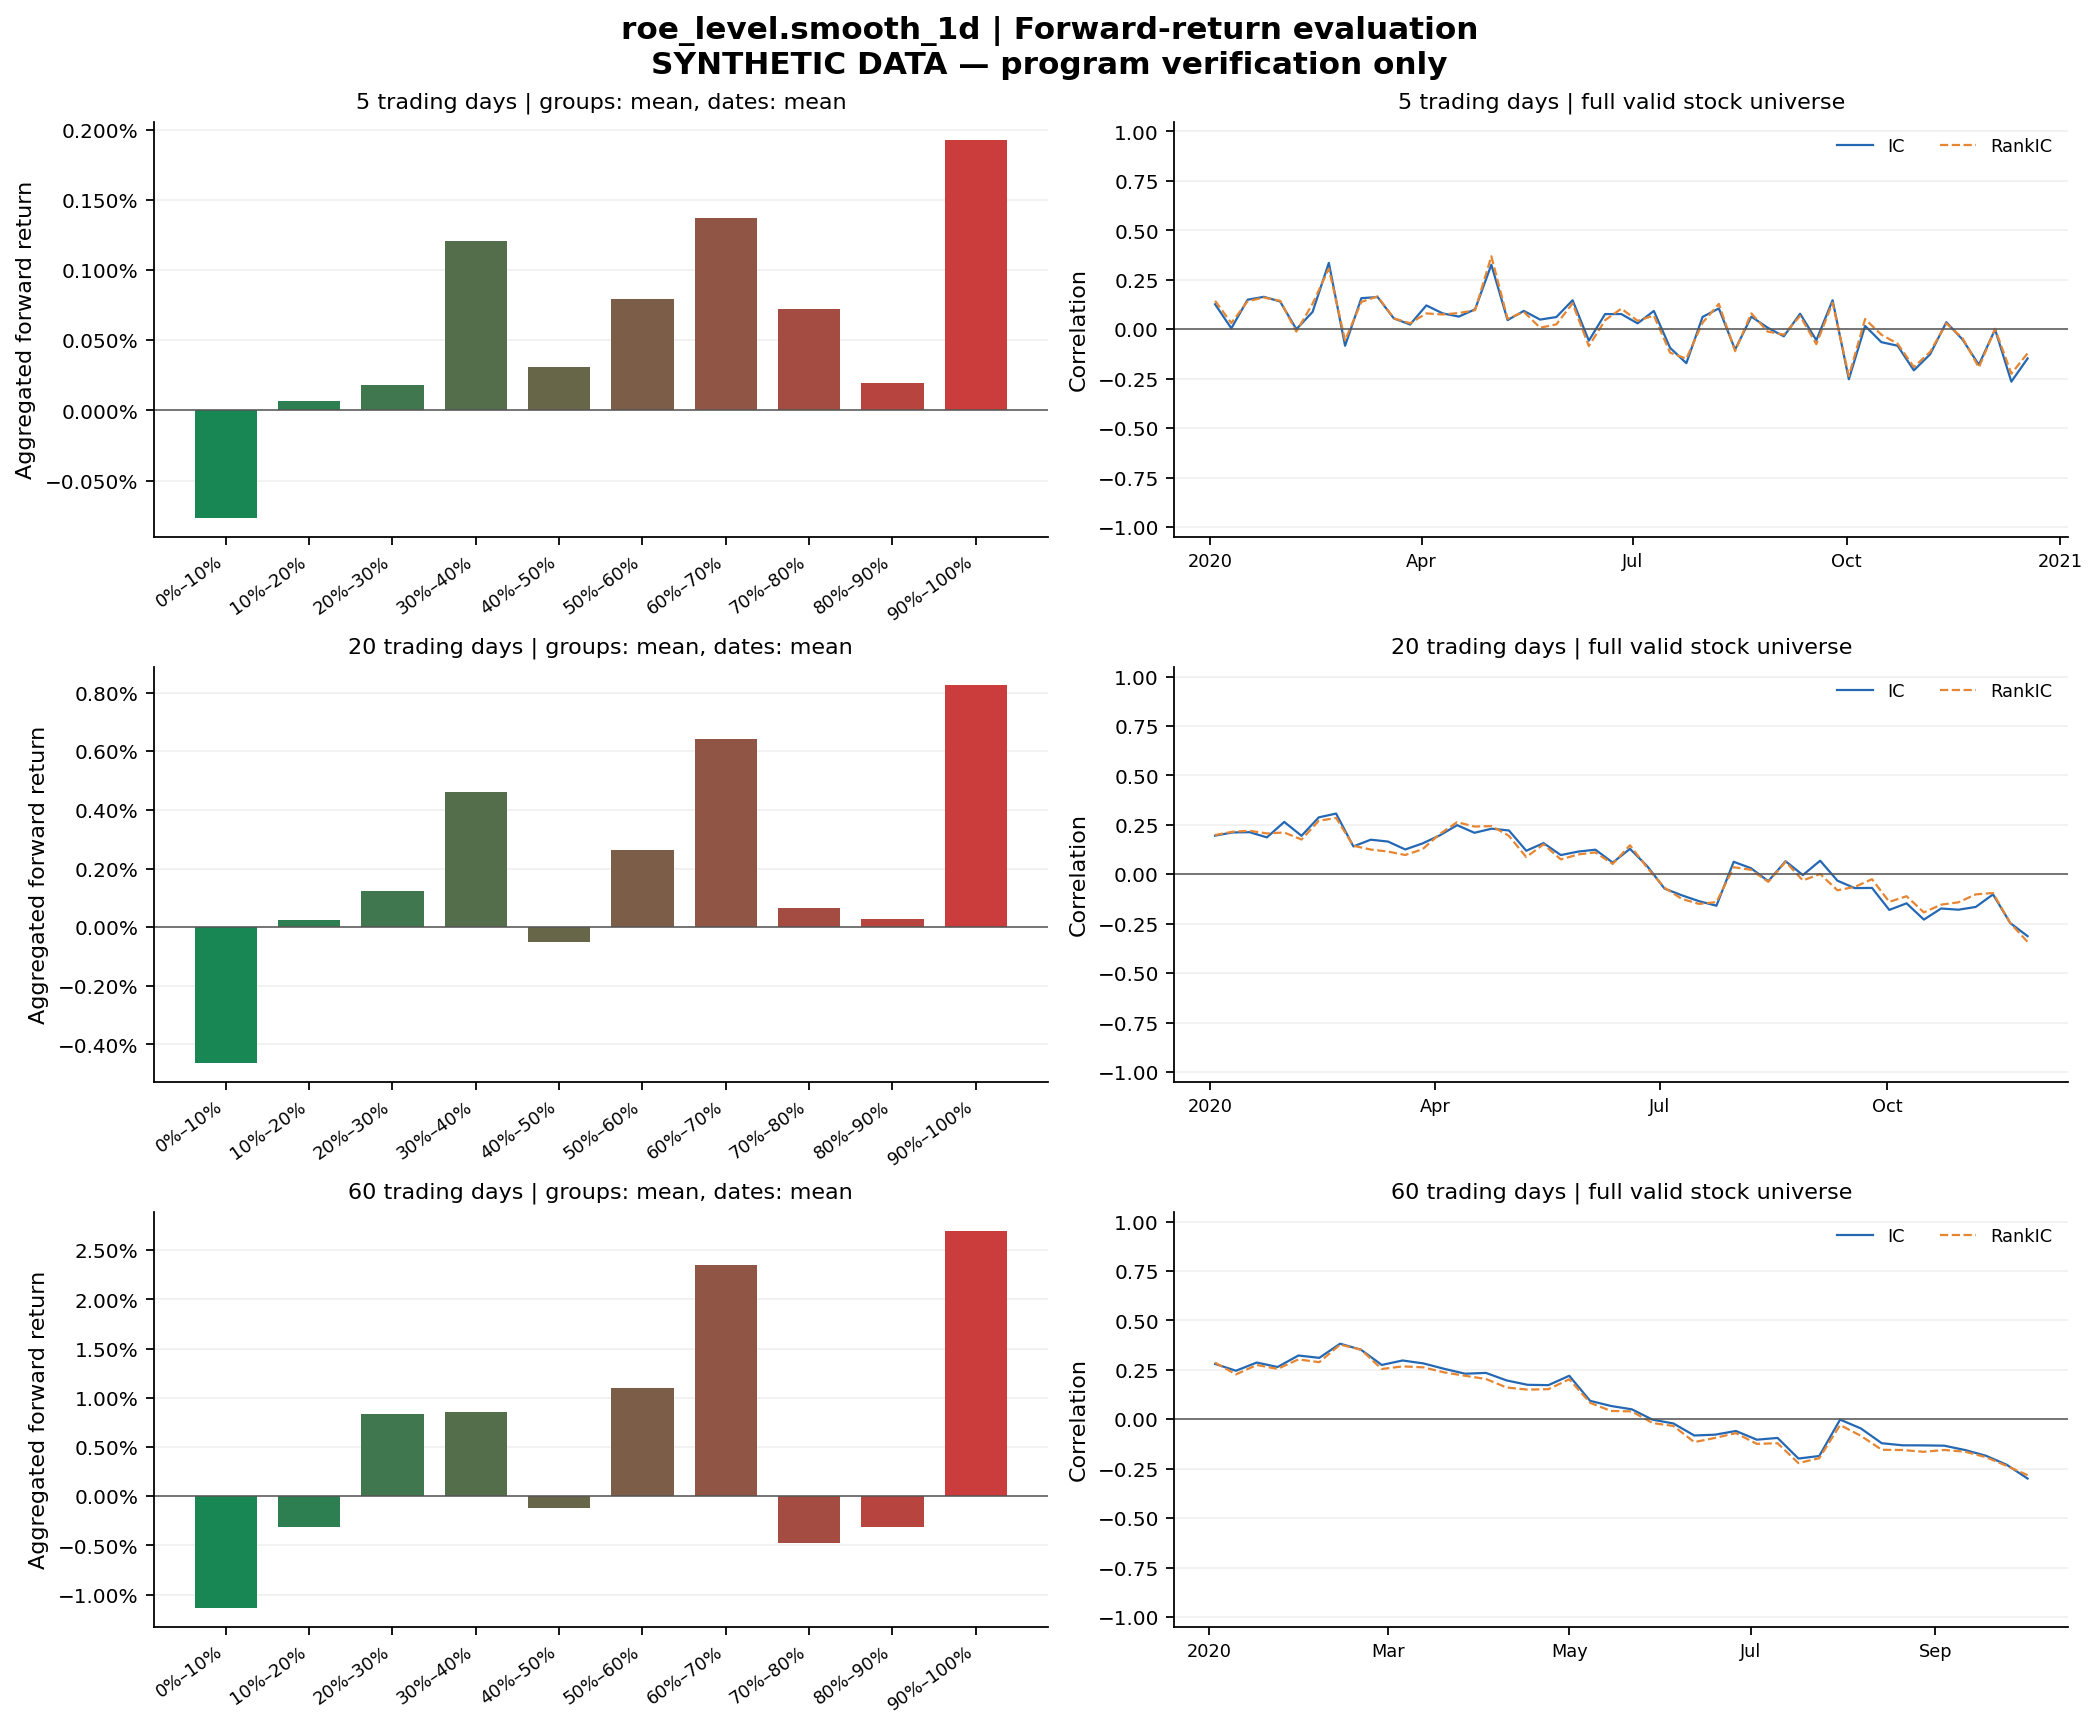 roe_level.smooth_1d | Forward-return evaluation
SYNTHETIC DATA — program verification only
5 trading days | groups: mean, dates: mean
Aggregated forward return
0.200%
0.150%
0.100%
0.050%
0.000%
−0.050%
0%–10%
10%–20%
20%–30%
30%–40%
40%–50%
50%–60%
60%–70%
70%–80%
80%–90%
90%–100%
5 trading days | full valid stock universe
IC
RankIC
Correlation
1.00
0.75
0.50
0.25
0.00
−0.25
−0.50
−0.75
−1.00
2020
Apr
Jul
Oct
2021
20 trading days | groups: mean, dates: mean
Aggregated forward return
0.80%
0.60%
0.40%
0.20%
0.00%
−0.20%
−0.40%
0%–10%
10%–20%
20%–30%
30%–40%
40%–50%
50%–60%
60%–70%
70%–80%
80%–90%
90%–100%
20 trading days | full valid stock universe
IC
RankIC
Correlation
1.00
0.75
0.50
0.25
0.00
−0.25
−0.50
−0.75
−1.00
2020
Apr
Jul
Oct
60 trading days | groups: mean, dates: mean
Aggregated forward return
2.50%
2.00%
1.50%
1.00%
0.50%
0.00%
−0.50%
−1.00%
0%–10%
10%–20%
20%–30%
30%–40%
40%–50%
50%–60%
60%–70%
70%–80%
80%–90%
90%–100%
60 trading days | full valid stock universe
IC
RankIC
Correlation
1.00
0.75
0.50
0.25
0.00
−0.25
−0.50
−0.75
−1.00
2020
Mar
May
Jul
Sep